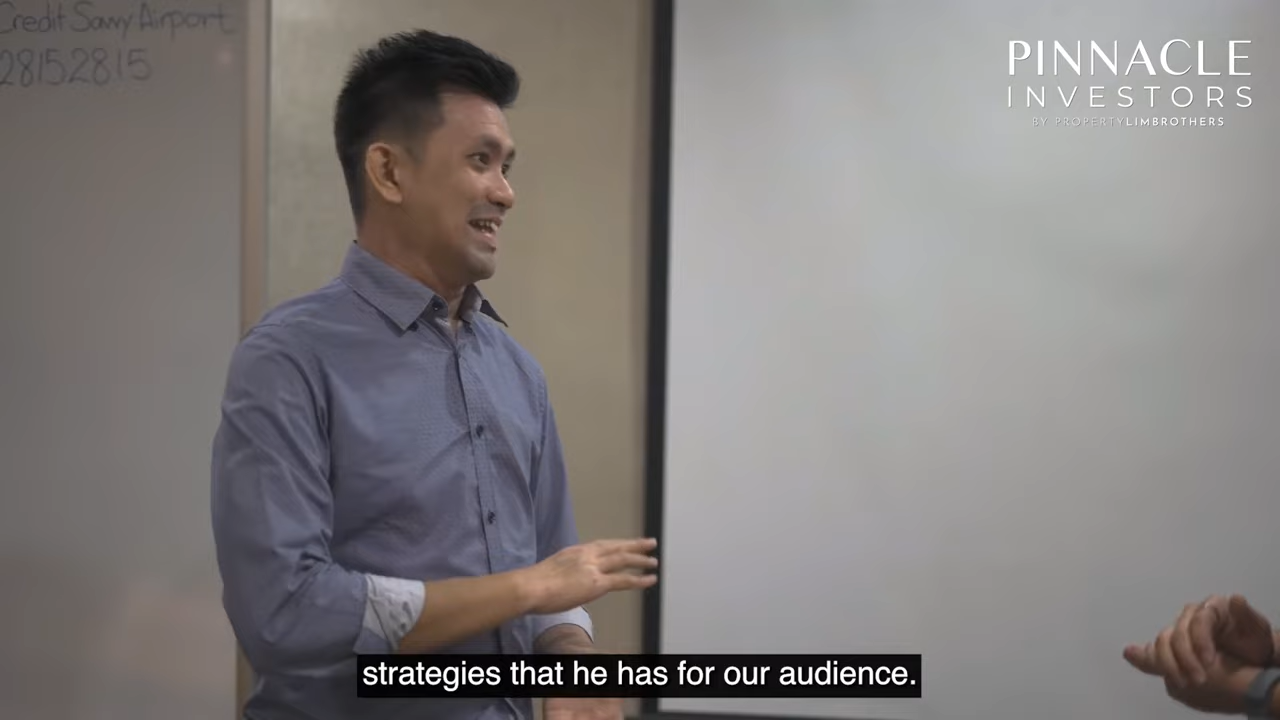 Credit Savvy Airport
28152815
PINNACLE
INVESTORS
BY PROPERTYLIMBROTHERS
strategies that he has for our audience.